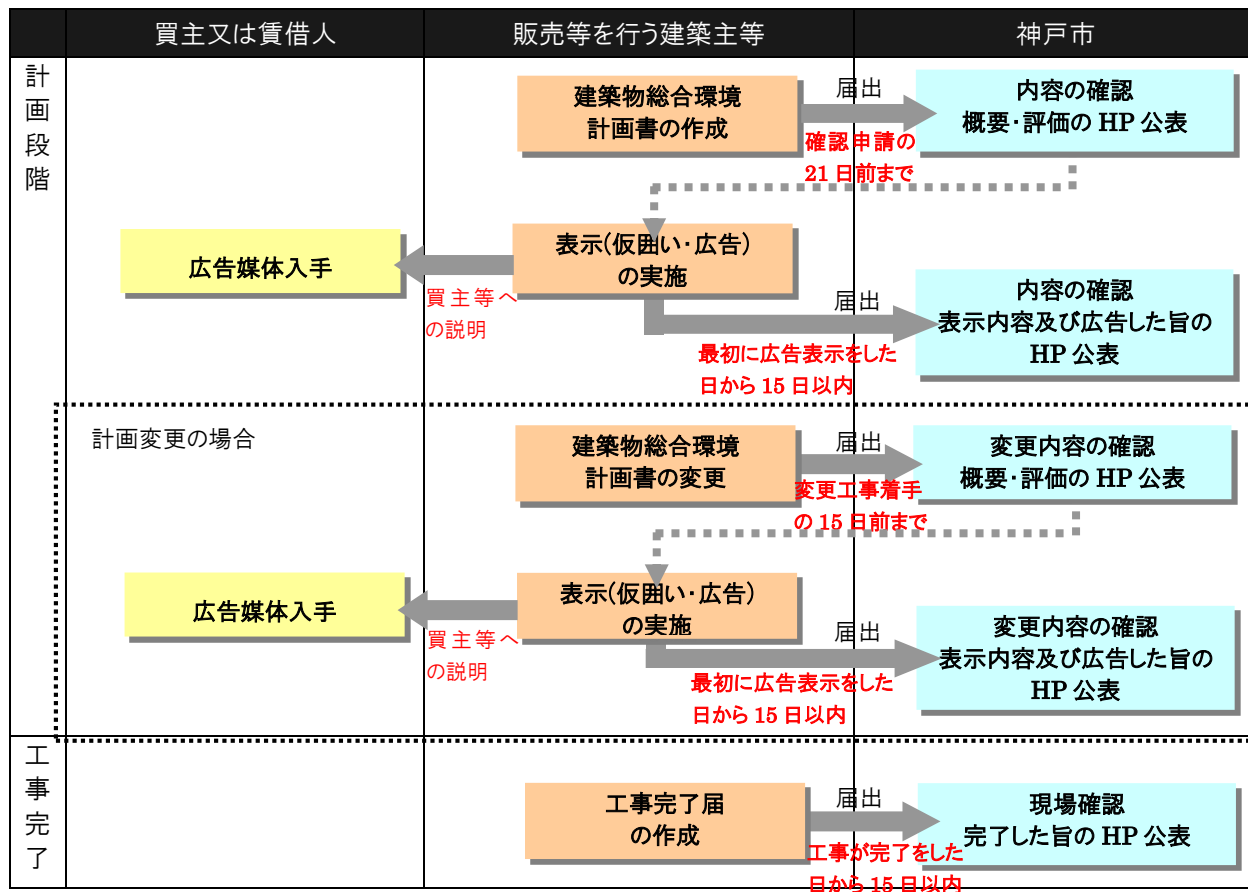 買主又は賃借人
販売等を行う建築主等
神戸市
計画段階
建築物総合環境
計画書の作成
届出
確認申請の
21日前まで
内容の確認
概要・評価の HP 公表
広告媒体入手
買主等へ
の説明
表示(仮囲い・広告)
の実施
届出
最初に広告表示をした
日から 15 日以内
内容の確認
表示内容及び広告した旨の
HP 公表
計画変更の場合
建築物総合環境
計画書の変更
届出
変更工事着手
の 15 日前まで
変更内容の確認
概要・評価の HP 公表
広告媒体入手
買主等へ
の説明
表示(仮囲い・広告)
の実施
届出
最初に広告表示をした
日から 15 日以内
変更内容の確認
表示内容及び広告した旨の
HP 公表
工事完了
工事完了届
の作成
届出
工事が完了をした
日から 15 日以内
現場確認
完了した旨の HP 公表